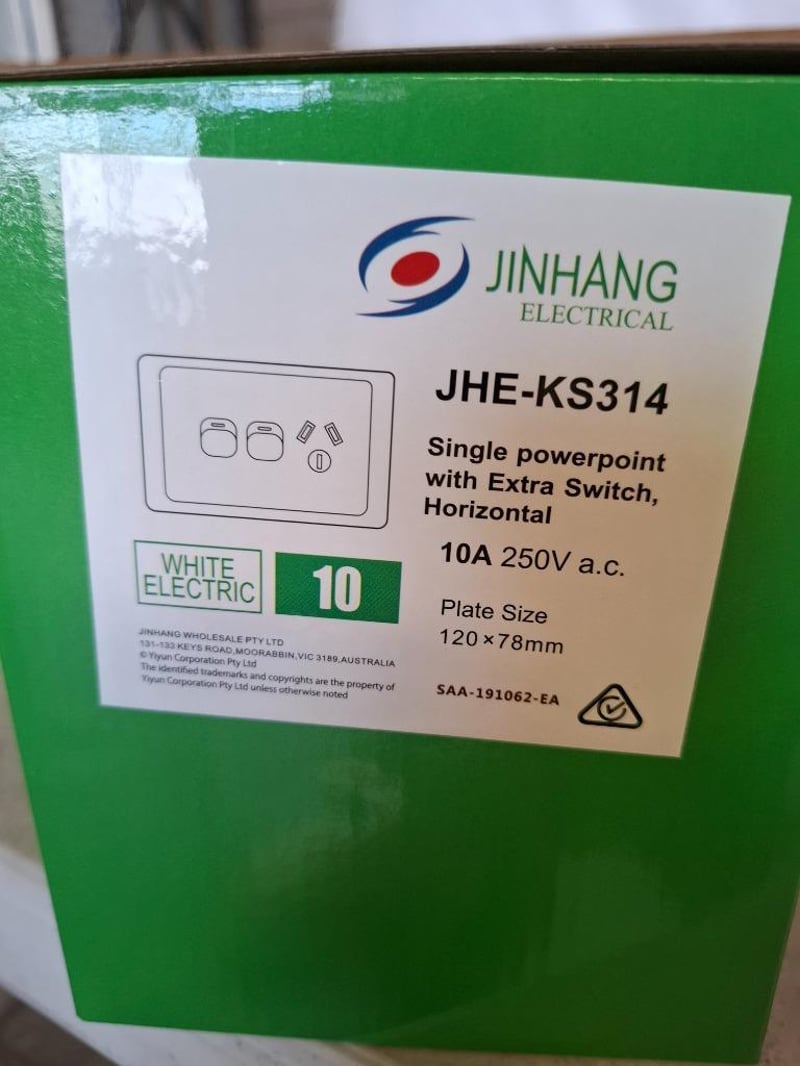 JINHANG
ELECTRICAL
JHE-KS314
Single powerpoint
with Extra Switch,
Horizontal
10A 250V a.c.
Plate Size
120×78mm
WHITE
ELECTRIC
10
JINHANG WHOLESALE PTY LTD
131-133 KEYS ROAD,MOORABBIN,VIC 3189,AUSTRALIA
© Yiyun Corporation Pty Ltd
The identified trademarks and copyrights are the property of
Yiyun Corporation Pty Ltd unless otherwise noted
SAA-191062-EA